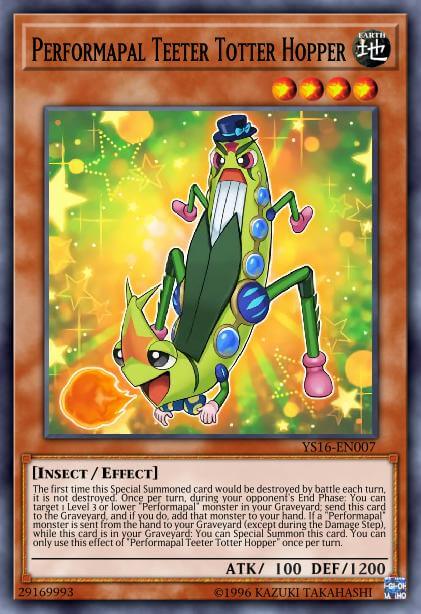 PERFORMAPAL TEETER TOTTER HOPPER
EARTH
地
YS16-EN007
[INSECT / EFFECT]
The first time this Special Summoned card would be destroyed by battle each turn,
it is not destroyed. Once per turn, during your opponent's End Phase: You can
target 1 Level 3 or lower "Performapal" monster in your Graveyard; send this card
to the Graveyard, and if you do, add that monster to your hand. If a "Performapal"
monster is sent from the hand to your Graveyard (except during the Damage Step),
while this card is in your Graveyard: You can Special Summon this card. You can
only use this effect of "Performapal Teeter Totter Hopper" once per turn.
ATK/ 100 DEF/1200
29169993
©1996 KAZUKI TAKAHASHI